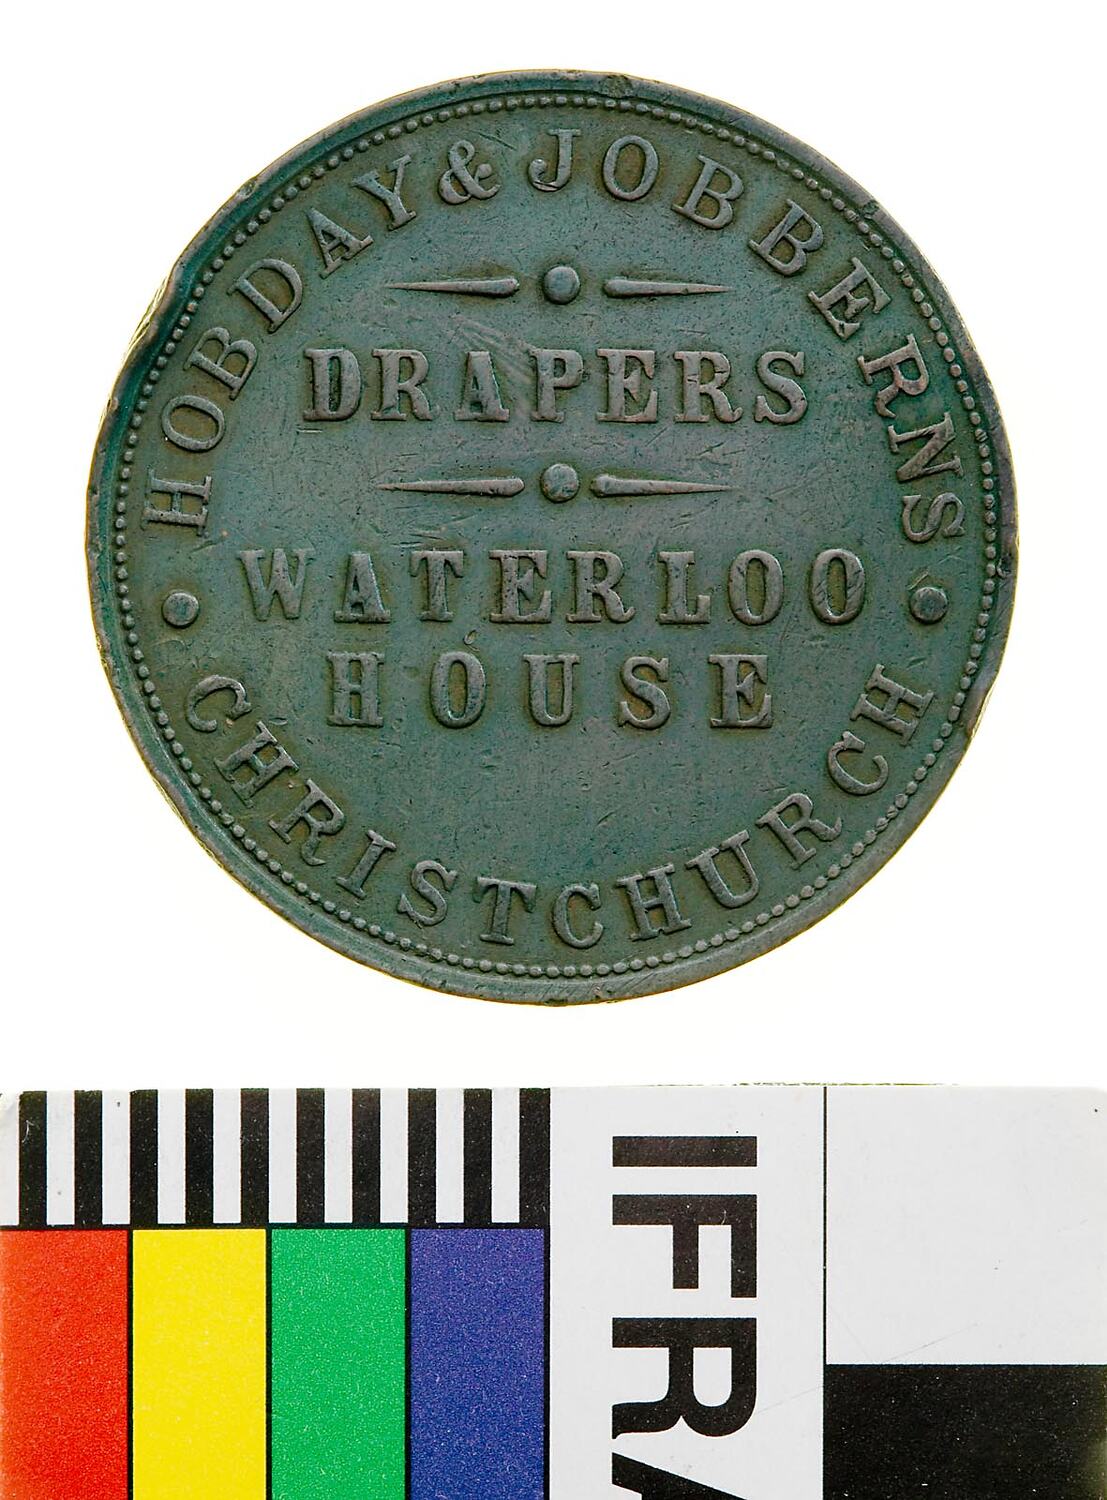 HOBDAY & JOBBERNS
DRAPERS
WATERLOO
HOUSE
CHRISTCHURCH
IFRA